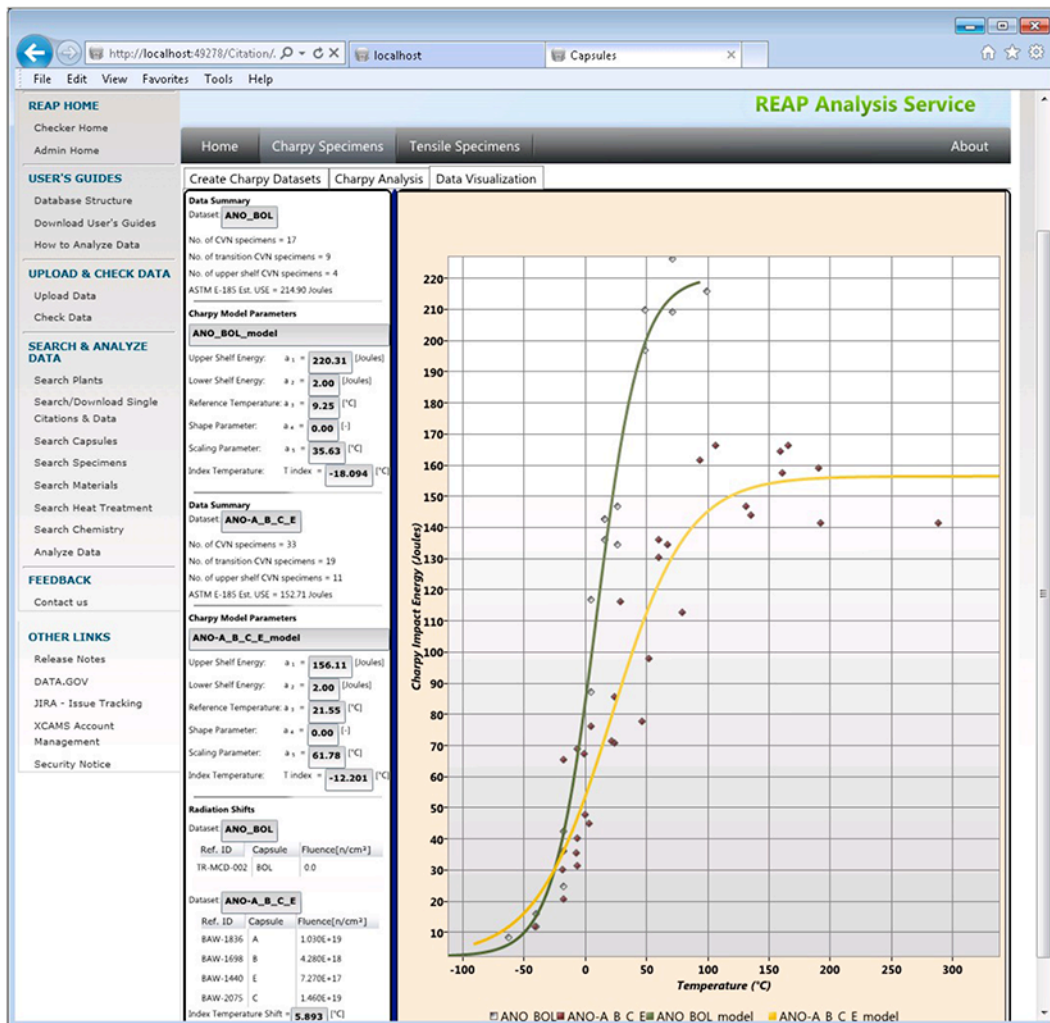 http://localhost:49278/Citation/.
localhost
Capsules
File Edit View Favorites Tools Help
REAP Analysis Service
REAP HOME
Checker Home
Admin Home
USER'S GUIDES
Database Structure
Download User's Guides
How to Analyze Data
UPLOAD & CHECK DATA
Upload Data
Check Data
SEARCH & ANALYZE
DATA
Search Plants
Search/Download Single
Citations & Data
Search Capsules
Search Specimens
Search Materials
Search Heat Treatment
Search Chemistry
Analyze Data
FEEDBACK
Contact us
OTHER LINKS
Release Notes
DATA.GOV
JIRA - Issue Tracking
XCAMS Account
Management
Security Notice
Home Charpy Specimens Tensile Specimens About
Create Charpy Datasets Charpy Analysis Data Visualization
Data Summary
Dataset: ANO_BOL
No. of CVN specimens = 17
No. of transition CVN specimens = 9
No. of upper shelf CVN specimens = 4
ASTM E-185 Est. USE = 214.90 Joules
Charpy Model Parameters
ANO_BOL_model
Upper Shelf Energy: a₁ = 220.31 [Joules]
Lower Shelf Energy: a₂ = 2.00 [Joules]
Reference Temperature: a₃ = 9.25 [°C]
Shape Parameter: a₄ = 0.00 [-]
Scaling Parameter: a₅ = 35.63 [°C]
Index Temperature: T index = -18.094 [°C]
Data Summary
Dataset: ANO-A_B_C_E
No. of CVN specimens = 33
No. of transition CVN specimens = 19
No. of upper shelf CVN specimens = 11
ASTM E-185 Est. USE = 152.71 Joules
Charpy Model Parameters
ANO-A_B_C_E_model
Upper Shelf Energy: a₁ = 156.11 [Joules]
Lower Shelf Energy: a₂ = 2.00 [Joules]
Reference Temperature: a₃ = 21.55 [°C]
Shape Parameter: a₄ = 0.00 [-]
Scaling Parameter: a₅ = 61.78 [°C]
Index Temperature: T index = -12.201 [°C]
Radiation Shifts
Dataset: ANO_BOL
Ref. ID Capsule Fluence[n/cm²]
TR-MCD-002 BOL 0.0
Dataset: ANO-A_B_C_E
Ref. ID Capsule Fluence[n/cm²]
BAW-1836 A 1.030E+19
BAW-1698 B 4.280E+18
BAW-1440 E 7.270E+17
BAW-2075 C 1.460E+19
Index Temperature Shift = 5.893 [°C]
Charpy Impact Energy (Joules)
220
210
200
190
180
170
160
150
140
130
120
110
100
90
80
70
60
50
40
30
20
10
-100 -50 0 50 100 150 200 250 300
Temperature (°C)
ANO_BOL ANO-A_B_C_E ANO_BOL_model ANO-A_B_C_E_model